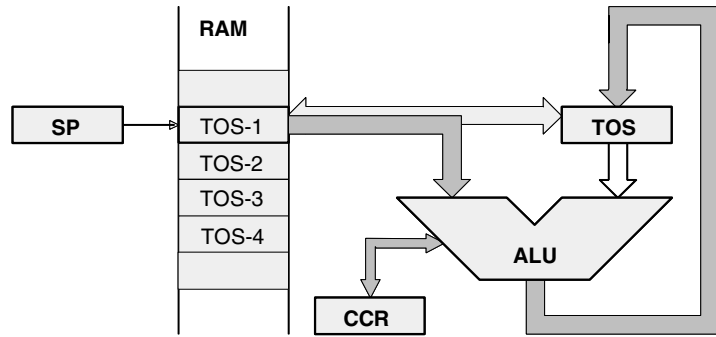 RAM
SP
TOS-1
TOS
TOS-2
TOS-3
TOS-4
ALU
CCR